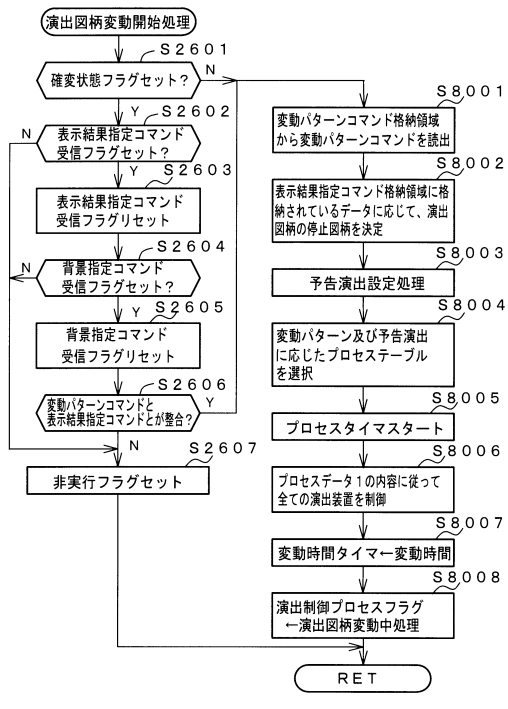 演出図柄変動開始処理
S2601
確変状態フラグセット？
N
Y
S2602
表示結果指定コマンド
受信フラグセット？
N
Y
S2603
表示結果指定コマンド
受信フラグリセット
S2604
背景指定コマンド
受信フラグセット？
N
Y
S2605
背景指定コマンド
受信フラグリセット
S2606
変動パターンコマンドと
表示結果指定コマンドとが整合？
Y
N
S2607
非実行フラグセット
S8001
変動パターンコマンド格納領域
から変動パターンコマンドを読出
S8002
表示結果指定コマンド格納領域に格
納されているデータに応じて、演出
図柄の停止図柄を決定
S8003
予告演出設定処理
S8004
変動パターン及び予告演出
に応じたプロセステーブル
を選択
S8005
プロセスタイマスタート
S8006
プロセスデータ1の内容に従って
全ての演出装置を制御
S8007
変動時間タイマ←変動時間
S8008
演出制御プロセスフラグ
←演出図柄変動中処理
RET